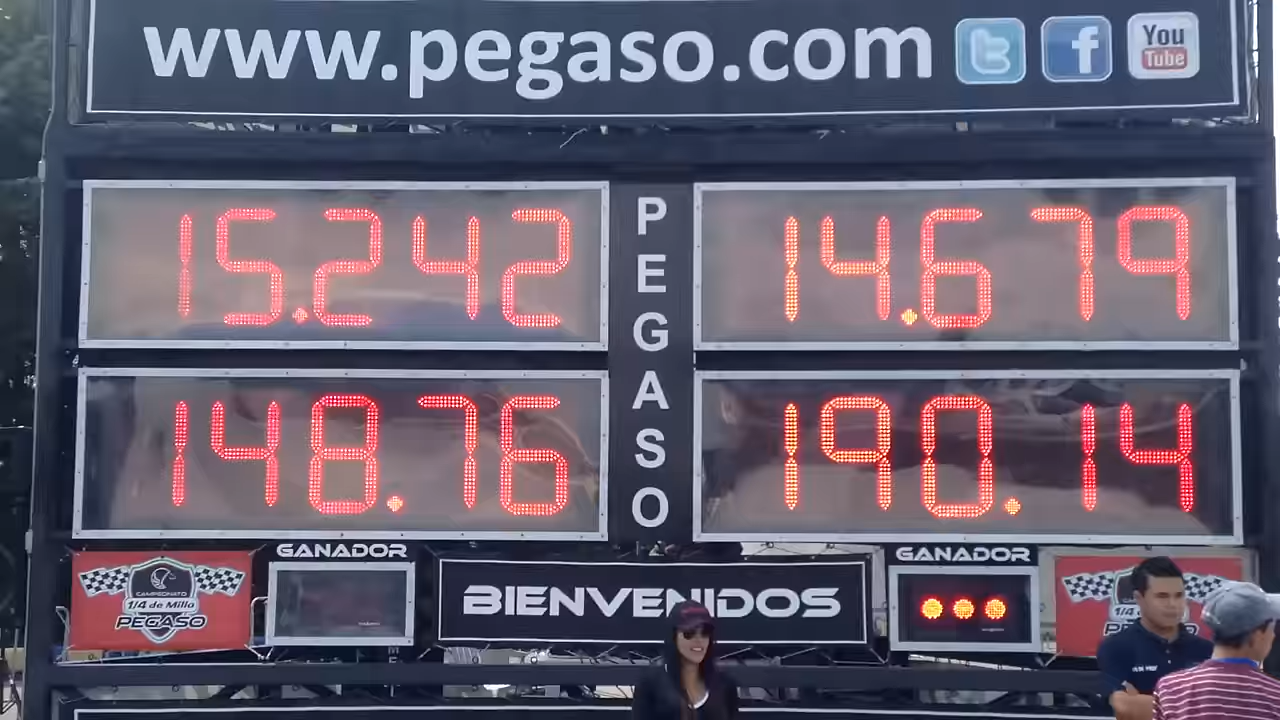 www.pegaso.com
You
Tube
15.242
14.679
PEGASO
148.76
190.14
GANADOR
GANADOR
CAMPEONATO
1/4 de Milla
PEGASO
BIENVENIDOS
1/4